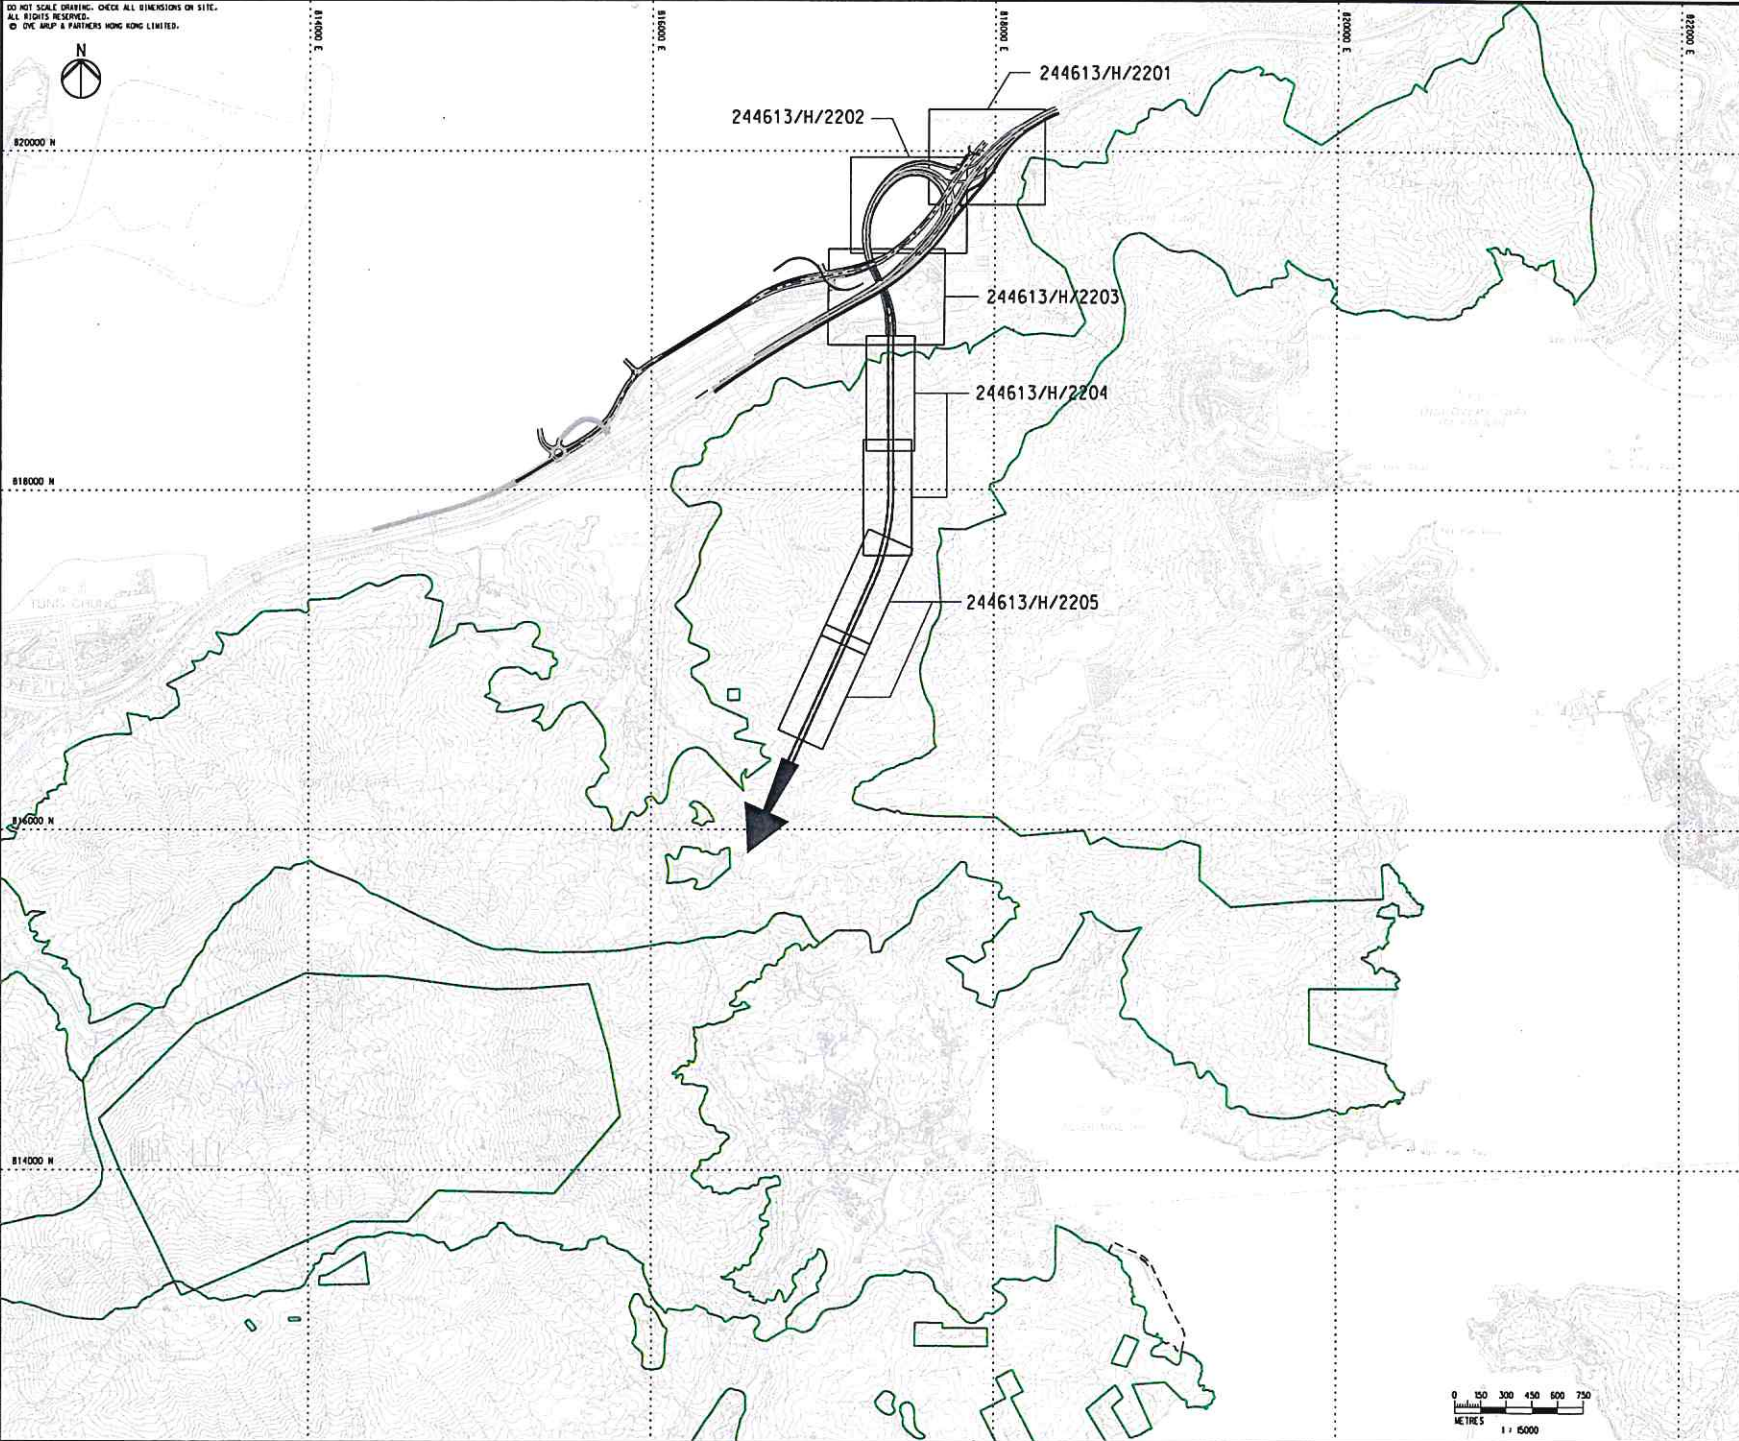 DO NOT SCALE DRAWING. CHECK ALL DIMENSIONS ON SITE.
ALL RIGHTS RESERVED.
© OVE ARUP & PARTNERS HONG KONG LIMITED.
N
814000 E
816000 E
818000 E
820000 E
822000 E
244613/H/2201
244613/H/2202
820000 N
244613/H/2203
244613/H/2204
818000 N
TUNG CHUNG
244613/H/2205
816000 N
814000 N
0 150 300 450 600 750
METRES
1 : 15000